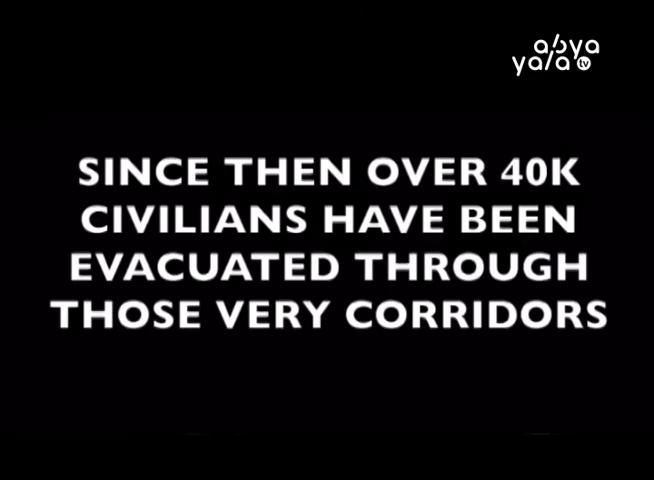 abya
yala tv
SINCE THEN OVER 40K
CIVILIANS HAVE BEEN
EVACUATED THROUGH
THOSE VERY CORRIDORS